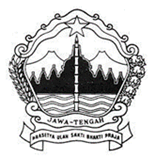 JAWA-TENGAH
PRASETYA ULAH SAKTI BHAKTI PRAJA